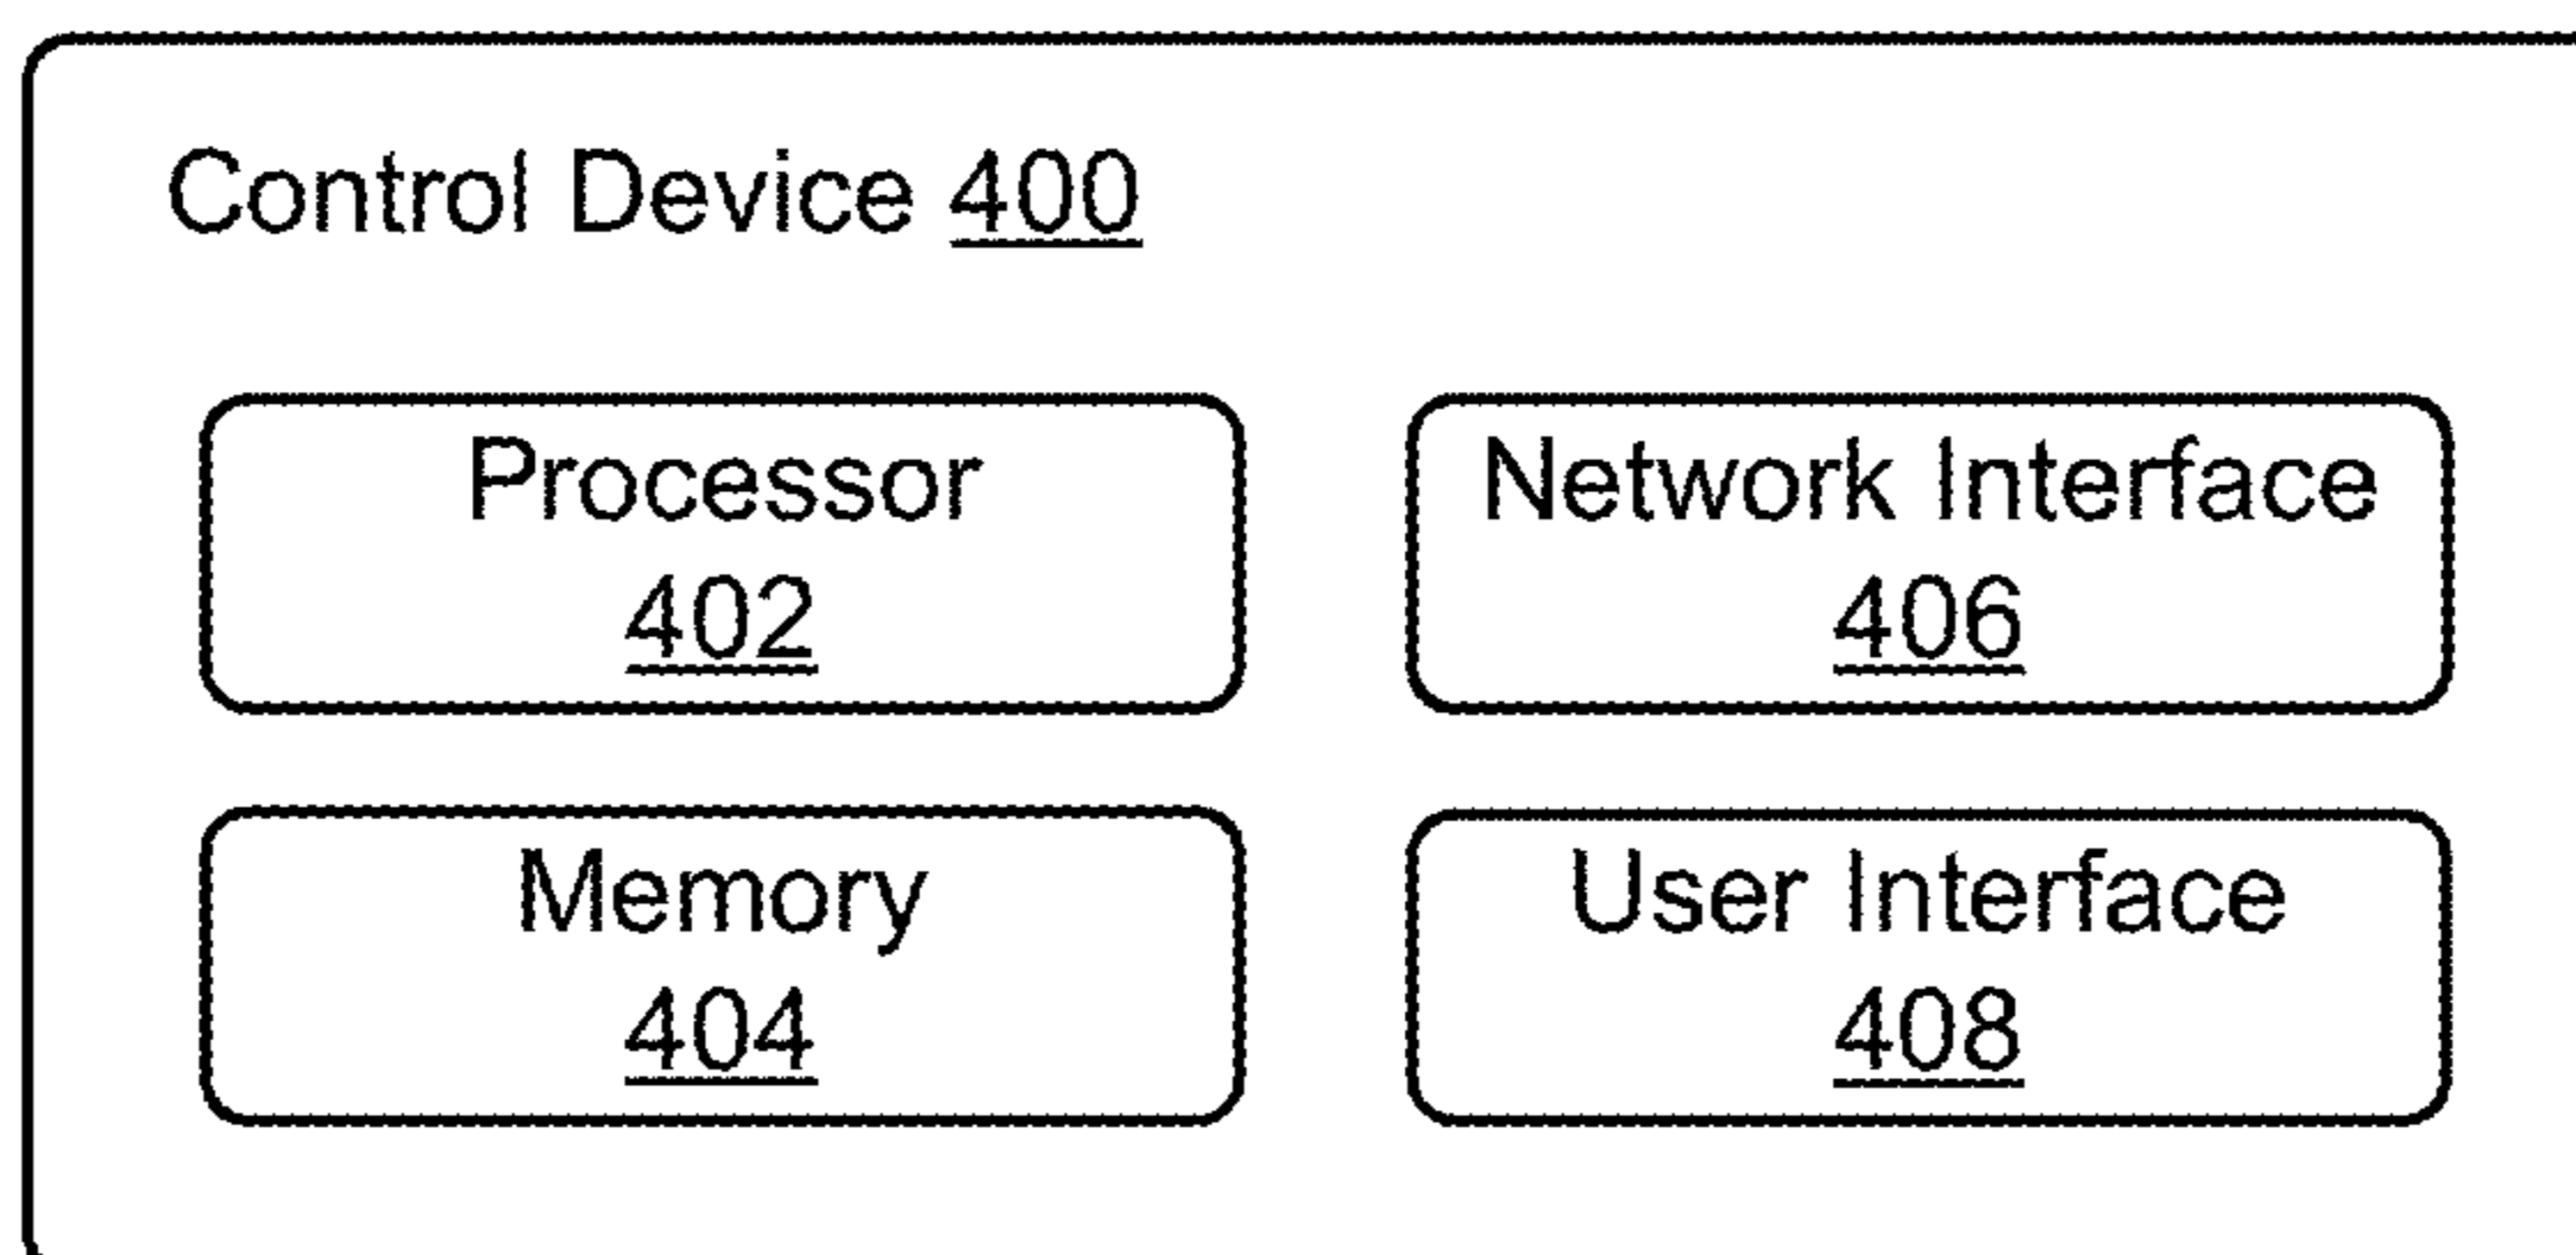 Control Device 400
Processor
402
Network Interface
406
Memory
404
User Interface
408